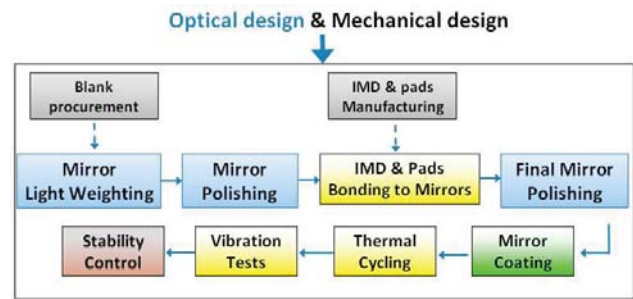 Optical design & Mechanical design
Blank
procurement
IMD & pads
Manufacturing
Mirror
Light Weighting
Mirror
Polishing
IMD & Pads
Bonding to Mirrors
Final Mirror
Polishing
Stability
Control
Vibration
Tests
Thermal
Cycling
Mirror
Coating